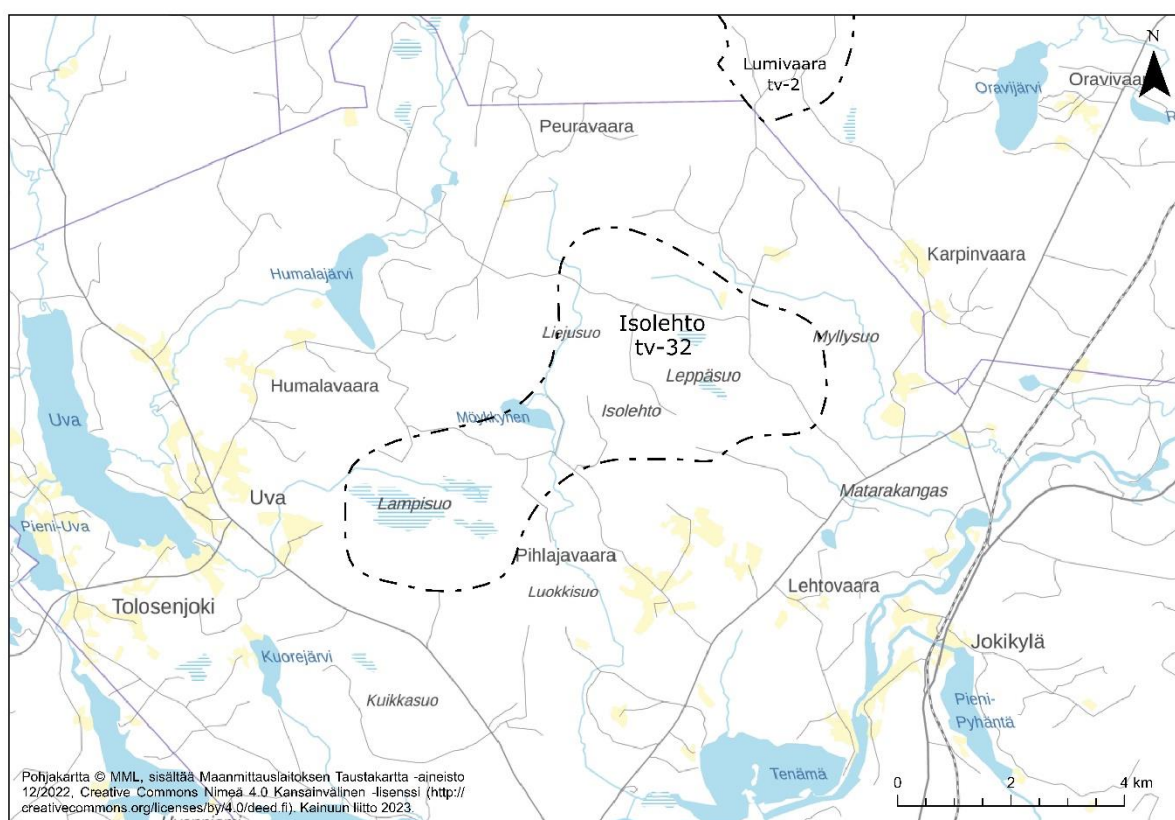 Lumivaara
tv-2
N
Oravijärvi
Oravivaara
R
Peuravaara
Karpinvaara
Humalajärvi
Isolehto
tv-32
Liejusuo
Myllysuo
Leppäsuo
Humalavaara
Isolehto
Möykkynen
Uva
Uva
Lampisuo
Matarakangas
Pieni-Uva
Pihlajavaara
Luokkisuo
Lehtovaara
Tolosenjoki
Jokikylä
Kuorejärvi
Kuikkasuo
Pieni-
Pyhäntä
Tenämä
Pohjakartta © MML, sisältää Maanmittauslaitoksen Taustakartta -aineisto
12/2022, Creative Commons Nimeä 4.0 Kansainvälinen -lisenssi (http://
creativecommons.org/licenses/by/4.0/deed.fi). Kainuun liitto 2023.
0 2 4 km